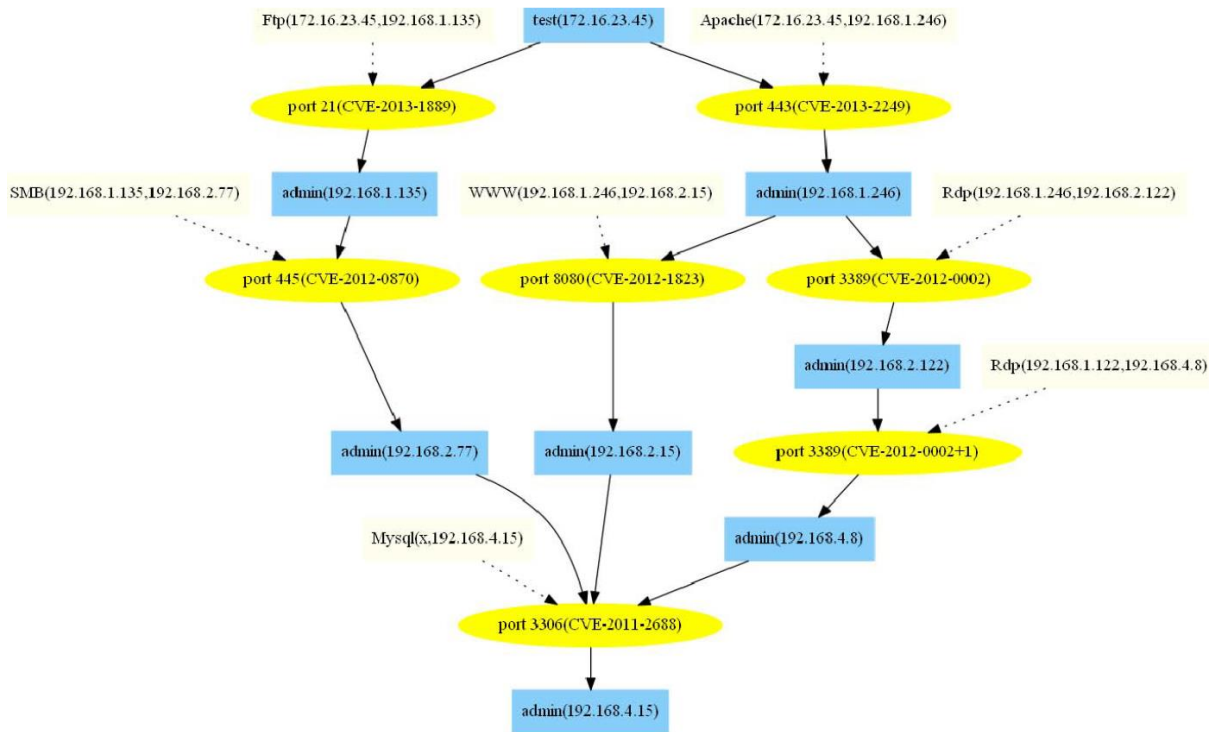 Ftp(172.16.23.45,192.168.1.135)
test(172.16.23.45)
Apache(172.16.23.45,192.168.1.246)
port 21(CVE-2013-1889)
port 443(CVE-2013-2249)
SMB(192.168.1.135,192.168.2.77)
admin(192.168.1.135)
WWW(192.168.1.246,192.168.2.15)
admin(192.168.1.246)
Rdp(192.168.1.246,192.168.2.122)
port 445(CVE-2012-0870)
port 8080(CVE-2012-1823)
port 3389(CVE-2012-0002)
admin(192.168.2.122)
Rdp(192.168.1.122,192.168.4.8)
admin(192.168.2.77)
admin(192.168.2.15)
port 3389(CVE-2012-0002+1)
Mysql(x,192.168.4.15)
admin(192.168.4.8)
port 3306(CVE-2011-2688)
admin(192.168.4.15)